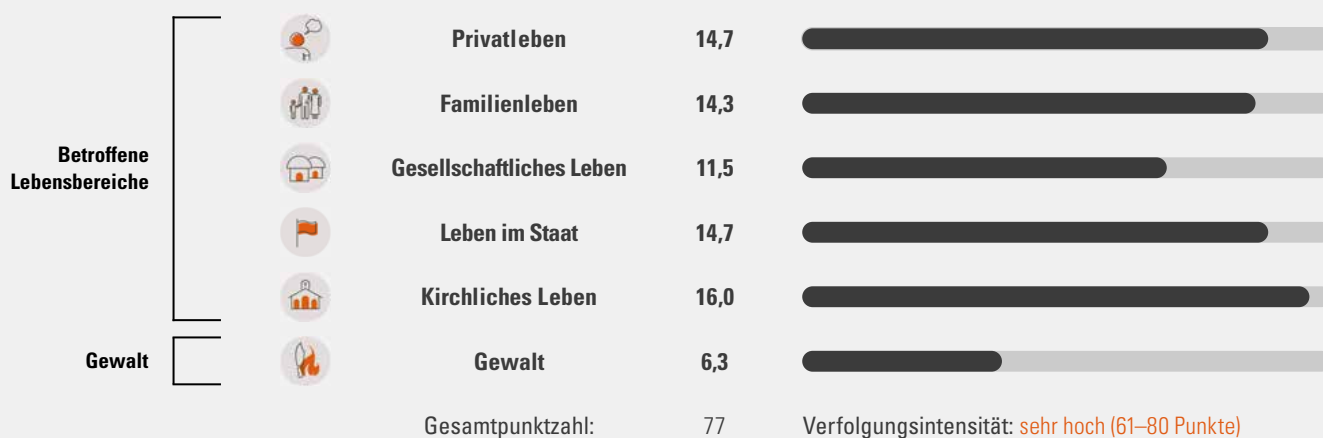 Privatleben 14,7
Familienleben 14,3
Betroffene
Lebensbereiche
Gesellschaftliches Leben 11,5
Leben im Staat 14,7
Kirchliches Leben 16,0
Gewalt
Gewalt 6,3
Gesamtpunktzahl: 77 Verfolgungsintensität: sehr hoch (61–80 Punkte)